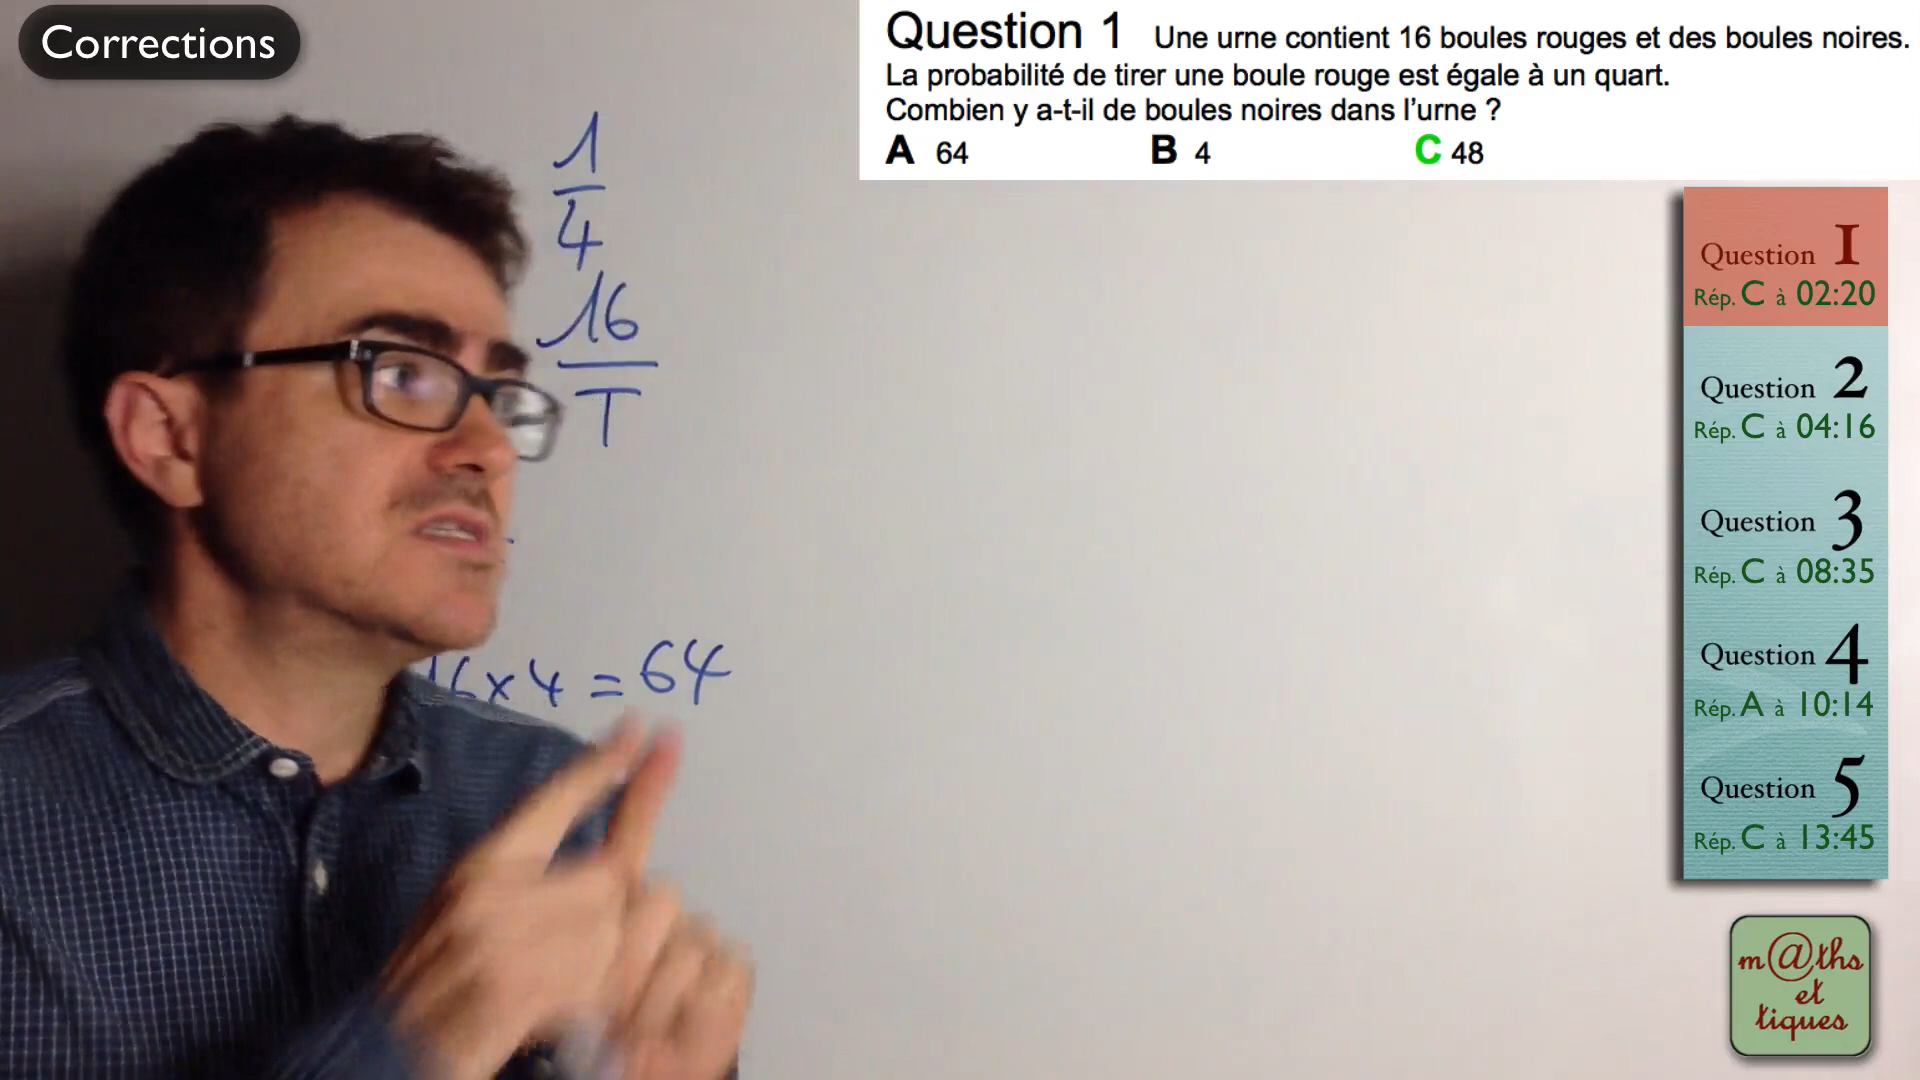 Corrections
Question 1 Une urne contient 16 boules rouges et des boules noires.
La probabilité de tirer une boule rouge est égale à un quart.
Combien y a-t-il de boules noires dans l’urne ?
A 64 B 4 C 48
1
4
16
T
16 x 4 = 64
Question 1
Rép. C à 02:20
Question 2
Rép. C à 04:16
Question 3
Rép. C à 08:35
Question 4
Rép. A à 10:14
Question 5
Rép. C à 13:45
m@ths
et
tiques